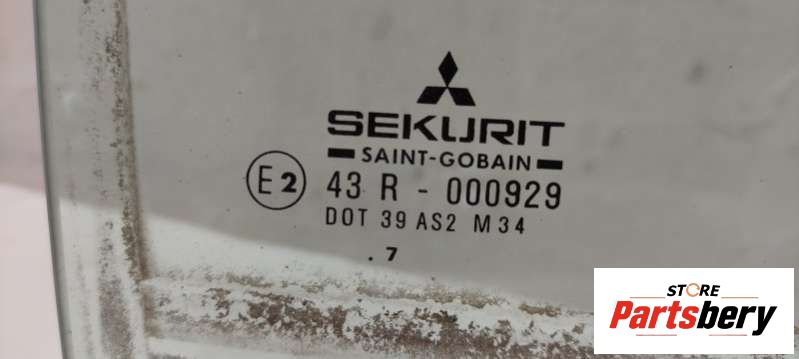 SEKURIT
SAINT-GOBAIN
E2 43 R - 000929
DOT 39 AS2 M34
. 7
STORE
Partsbery